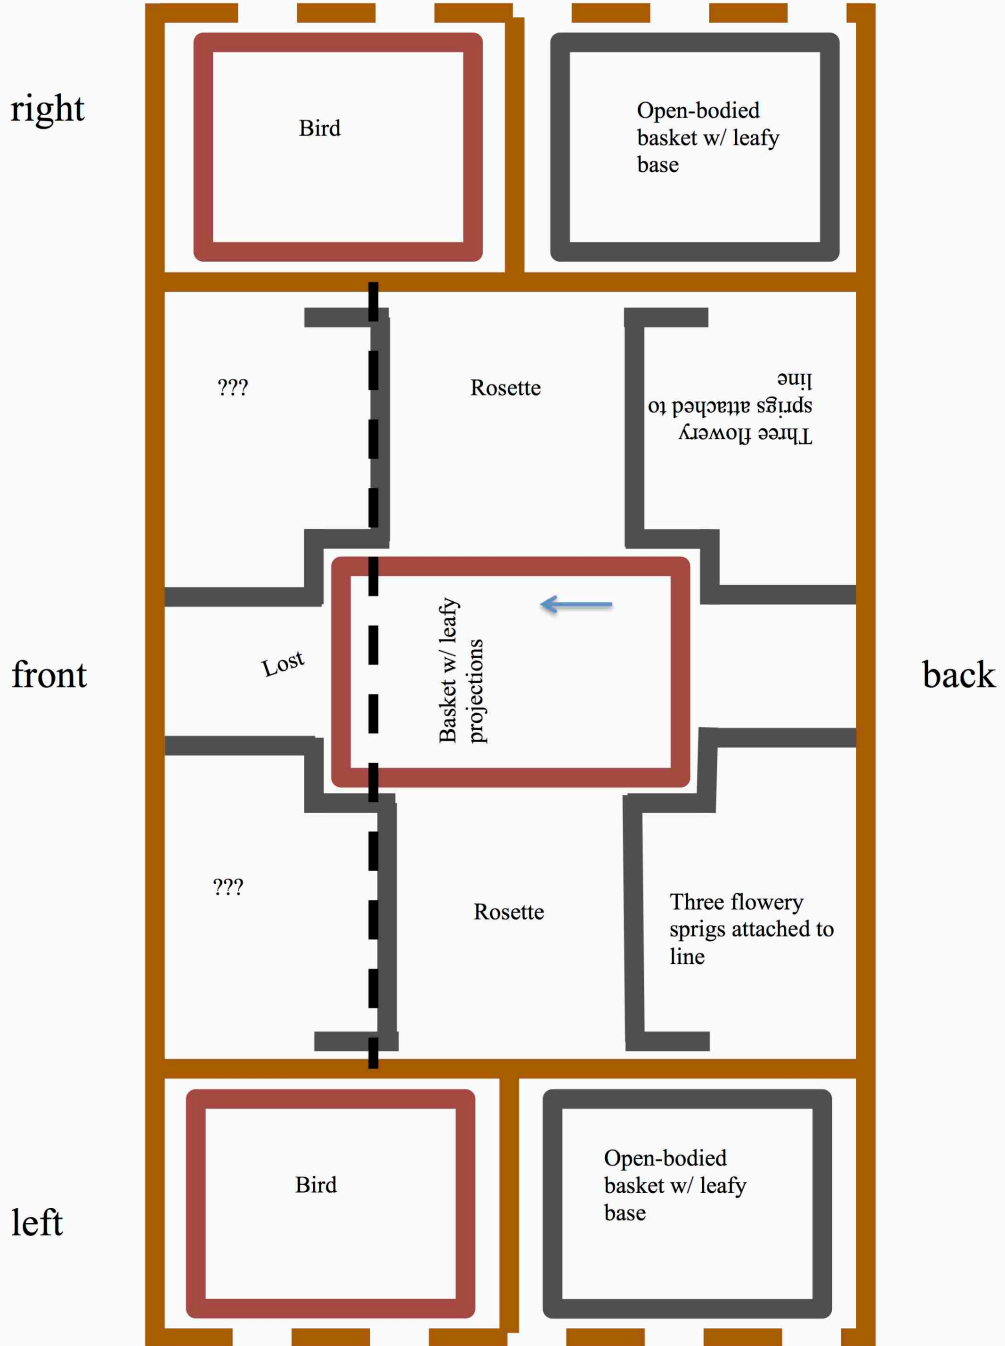 right
Bird
Open-bodied
basket w/ leafy
base
???
Rosette
Three flowery
sprigs attached to
line
front
Lost
Basket w/ leafy
projections
back
???
Rosette
Three flowery
sprigs attached to
line
left
Bird
Open-bodied
basket w/ leafy
base